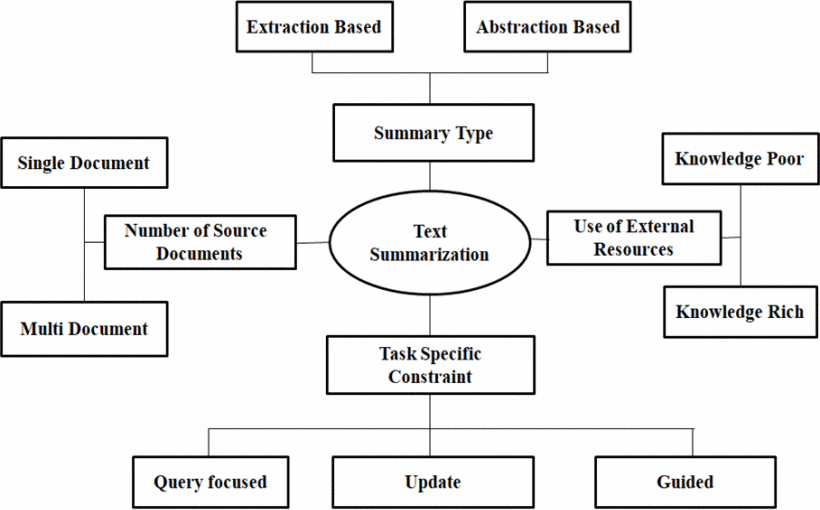 Extraction Based
Abstraction Based
Summary Type
Single Document
Knowledge Poor
Number of Source
Documents
Text
Summarization
Use of External
Resources
Multi Document
Knowledge Rich
Task Specific
Constraint
Query focused
Update
Guided